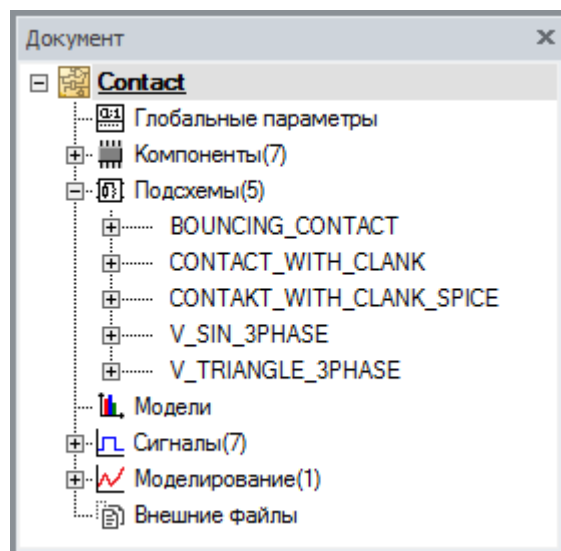 Документ
Contact
Глобальные параметры
Компоненты(7)
Подсхемы(5)
BOUNCING_CONTACT
CONTACT_WITH_CLANK
CONTAKT_WITH_CLANK_SPICE
V_SIN_3PHASE
V_TRIANGLE_3PHASE
Модели
Сигналы(7)
Моделирование(1)
Внешние файлы